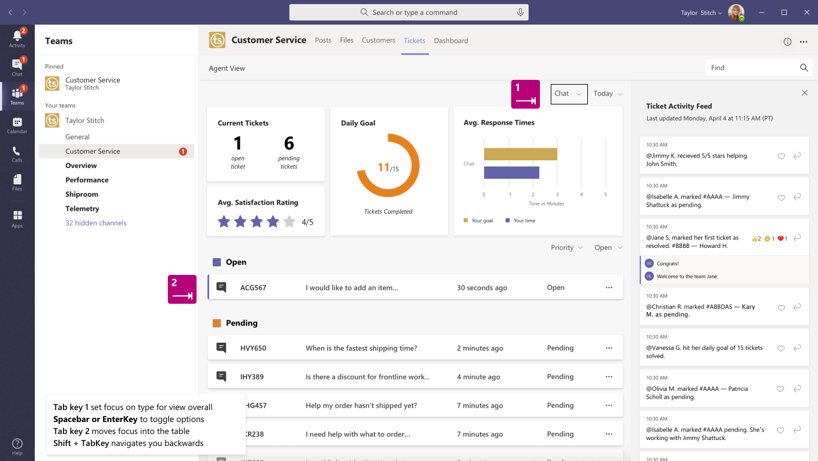 Search or type a command
Taylor Stitch
2
Activity
1
Chat
1
Teams
Calendar
Calls
Files
Apps
Help
Teams
Pinned
ts
Customer Service
Taylor Stitch
Your teams
ts
Taylor Stitch
General
Customer Service
1
Overview
Performance
Shiproom
Telemetry
32 hidden channels
ts
Customer Service
Posts
Files
Customers
Tickets
Dashboard
Agent View
Find
1
Chat
Today
Current Tickets
1
open
ticket
6
pending
tickets
Avg. Satisfaction Rating
4/5
Daily Goal
11/15
Tickets Completed
Avg. Response Times
Chat
0 1 2 3 4 5
Time in Minutes
Your goal
Your time
Priority
Open
2
Open
ACG567 I would like to add an item... 30 seconds ago Open
Pending
HVY650 When is the fastest shipping time? 2 minutes ago Pending
IHY389 Is there a discount for frontline work... 4 minute ago Pending
HG457 Help my order hasn't shipped yet? 7 minutes ago Pending
R238 I need help with what to order... 7 minutes ago Pending
Tab key 1 set focus on type for view overall
Spacebar or EnterKey to toggle options
Tab key 2 moves focus into the table
Shift + TabKey navigates you backwards
Ticket Activity Feed
Last updated Monday, April 4 at 11:15 AM (PT)
10:30 AM
@Jimmy K. recieved 5/5 stars helping
John Smith.
10:30 AM
@Isabelle A. marked #AAAA — Jimmy
Shattuck as pending.
10:30 AM
@Jane S. marked her first ticket as
resolved. #BBBB — Howard H.
2 1 1
Congrats!
Welcome to the team Jane
10:30 AM
@Christian R. marked #ABBDAS — Kary
M. as pending.
10:30 AM
@Vanessa G. hit her daily goal of 15 tickets
solved.
10:30 AM
@Olivia M. marked #AAAA — Patricia
Scholl as pending.
10:30 AM
@Isabelle A. marked #AAAA pending. She's
working with Jimmy Shattuck.
10:30 AM